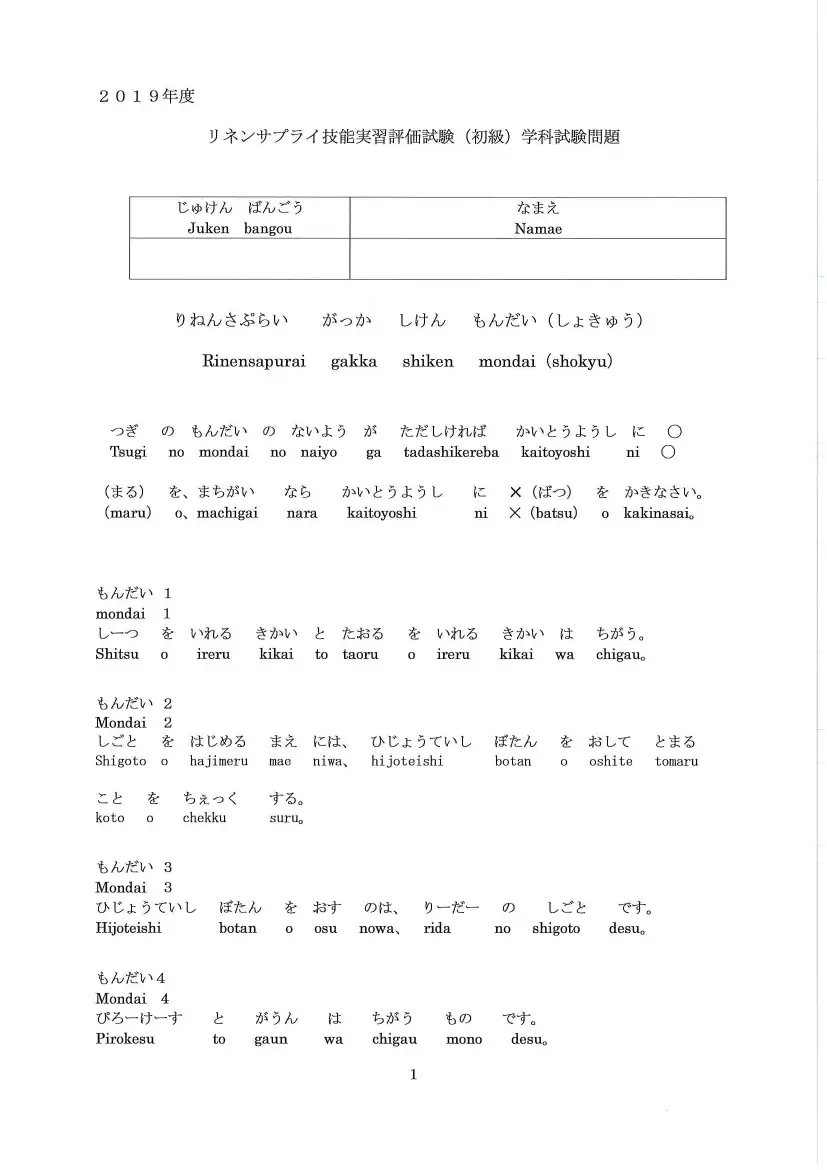 ２０１９年度
リネンサプライ技能実習評価試験（初級）学科試験問題
じゅけん　ばんごう　なまえ
Juken bangou　Namae
りねんさぷらい　がっか　しけん　もんだい（しょきゅう）
Rinensapurai gakka shiken mondai（shokyu）
つぎ の もんだい の ないよう が ただしければ かいとうようし に ○
Tsugi no mondai no naiyo ga tadashikereba kaitoyoshi ni ○
（まる） を、まちがい なら かいとうようし に ×（ばつ） を かきなさい。
（maru） o、machigai nara kaitoyoshi ni ×（batsu） o kakinasai。
もんだい １
mondai 1
しーつ を いれる きかい と たおる を いれる きかい は ちがう。
Shitsu o ireru kikai to taoru o ireru kikai wa chigau。
もんだい ２
Mondai 2
しごと を はじめる まえ には、 ひじょうていし ぼたん を おして とまる
Shigoto o hajimeru mae niwa、 hijoteishi botan o oshite tomaru
こと を ちぇっく する。
koto o chekku suru。
もんだい ３
Mondai 3
ひじょうていし ぼたん を おす のは、 りーだー の しごと です。
Hijoteishi botan o osu nowa、 rida no shigoto desu。
もんだい４
Mondai 4
ぴろーけーす と がうん は ちがう もの です。
Pirokesu to gaun wa chigau mono desu。
1